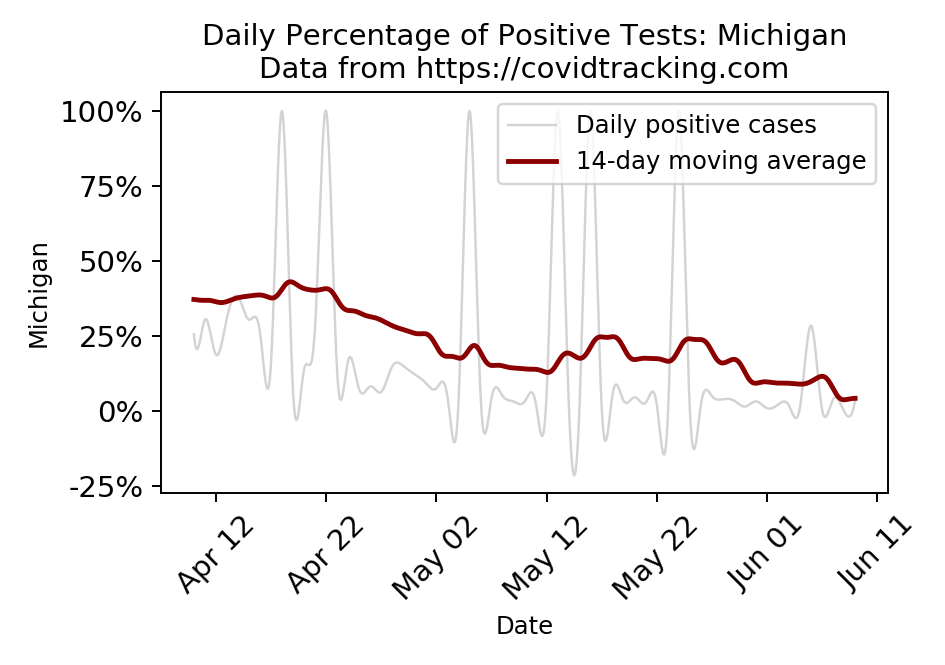 Daily Percentage of Positive Tests: Michigan
Data from https://covidtracking.com
100%
75%
50%
25%
0%
-25%
Michigan
Daily positive cases
14-day moving average
Apr 12
Apr 22
May 02
May 12
May 22
Jun 01
Jun 11
Date